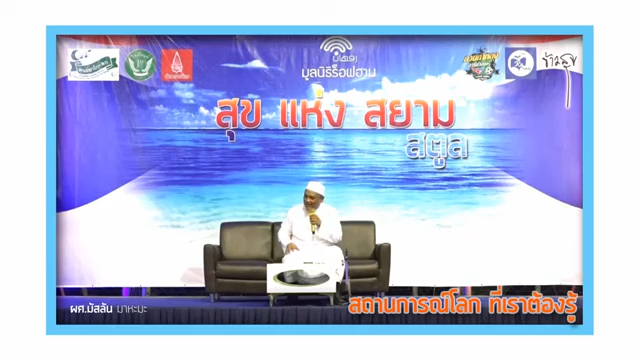 มูลนิธิรอฟฮาน
สุข แห่ง สยาม
สตูล
ผศ.มัสลัน มาหะมะ
สถานการณ์โลก ที่เราต้องรู้